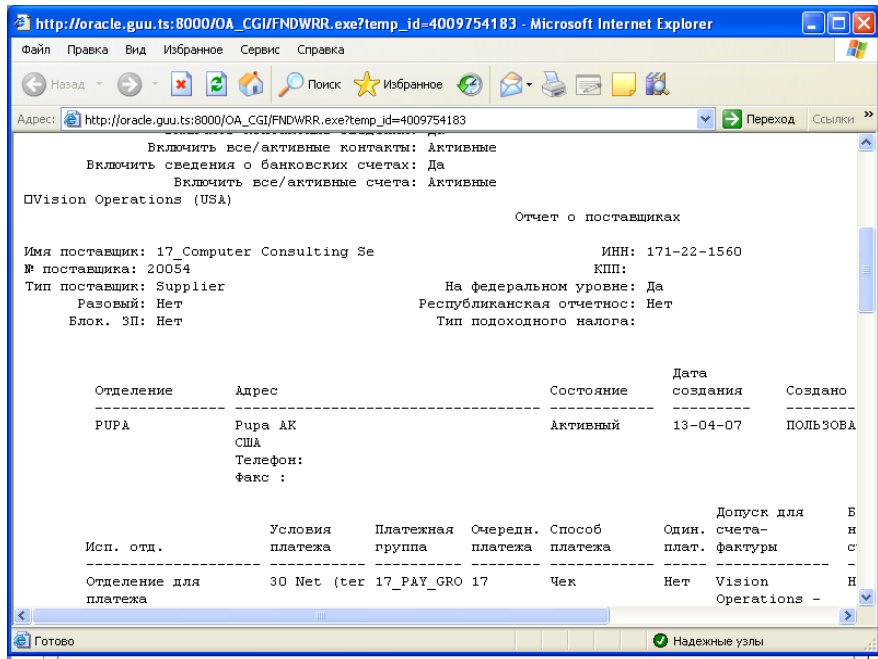 http://oracle.guu.ts:8000/OA_CGI/FNDWRR.exe?temp_id=4009754183 - Microsoft Internet Explorer
Файл Правка Вид Избранное Сервис Справка
Назад Поиск Избранное
Адрес: http://oracle.guu.ts:8000/OA_CGI/FNDWRR.exe?temp_id=4009754183 Переход Ссылки »
Включить все/активные контакты: Активные
Включить сведения о банковских счетах: Да
Включить все/активные счета: Активные
□Vision Operations (USA)
Отчет о поставщиках
Имя поставщик: 17_Computer Consulting Se ИНН: 171-22-1560
№ поставщика: 20054 КПП:
Тип поставщик: Supplier На федеральном уровне: Да
Разовый: Нет Республиканская отчетнос: Нет
Блок. ЗП: Нет Тип подоходного налога:
Дата
Отделение Адрес Состояние создания Создано
PUPA Pupa AK Активный 13-04-07 ПОЛЬЗОВА
США
Телефон:
Факс :
Допуск для Б
Условия Платежная Очередн. Способ Один. счета- н
Исп. отд. платежа группа платежа платежа плат. фактуры с
Отделение для 30 Net (ter 17_PAY_GRO 17 Чек Нет Vision Н
платежа Operations -
Готово Надежные узлы